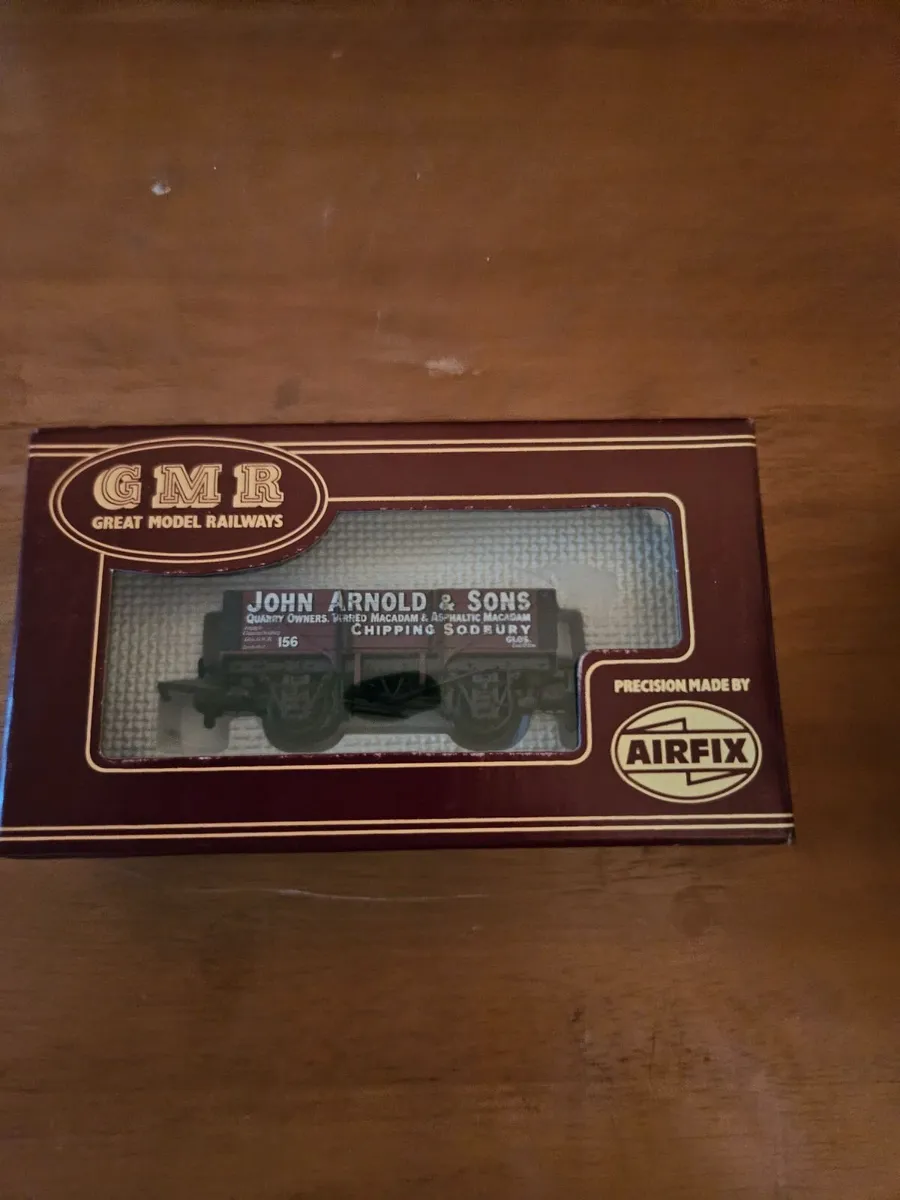 GMR
GREAT MODEL RAILWAYS
JOHN ARNOLD & SONS
QUARRY OWNERS. TARRED MACADAM & ASPHALTIC MACADAM
CHIPPING SODBURY
GLOS.
156
PRECISION MADE BY
AIRFIX